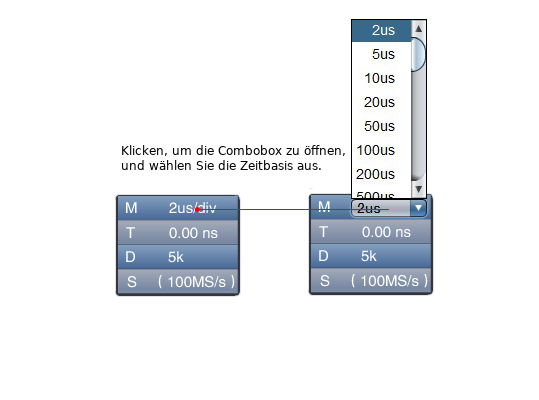 2us
5us
10us
20us
50us
100us
200us
500us
Klicken, um die Combobox zu öffnen,
und wählen Sie die Zeitbasis aus.
M 2us/div
T 0.00 ns
D 5k
S ( 100MS/s )
M 2us
T 0.00 ns
D 5k
S ( 100MS/s )